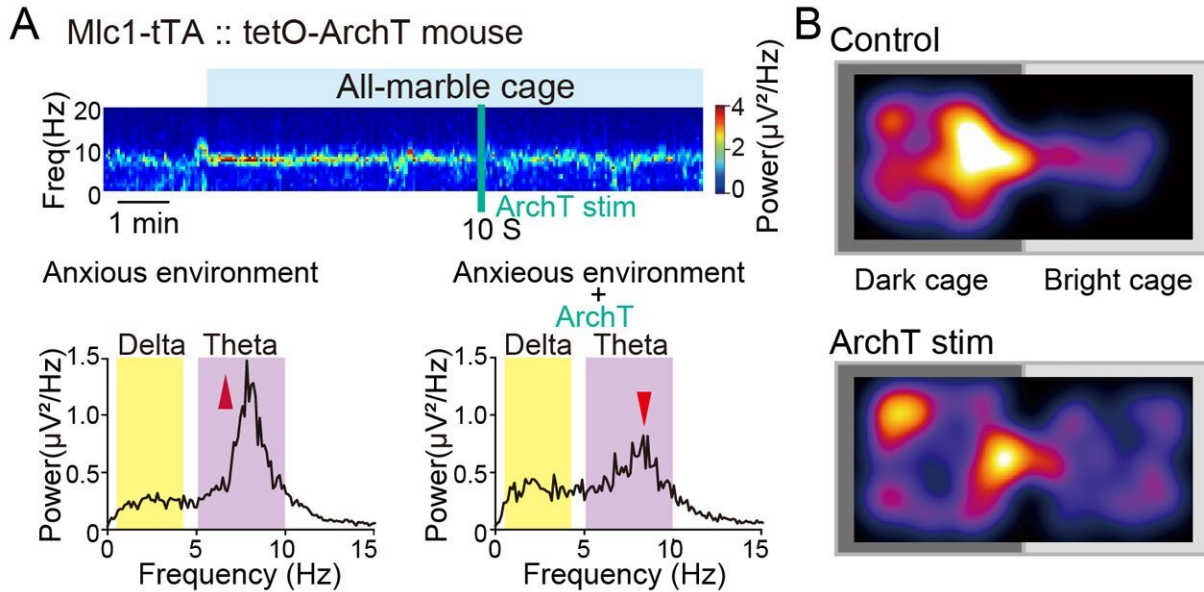 A
Mlc1-tTA :: tetO-ArchT mouse
All-marble cage
Freq(Hz)
20
10
0
4
2
0
Power(μV²/Hz)
1 min
10 S
ArchT stim
Anxious environment
Delta
Theta
Power(μV²/Hz)
1.5
1.0
0.5
0
0
5
10
15
Frequency (Hz)
Anxieous environment
+
ArchT
Delta
Theta
Power(μV²/Hz)
1.5
1.0
0.5
0
0
5
10
15
Frequency (Hz)
B
Control
Dark cage
Bright cage
ArchT stim